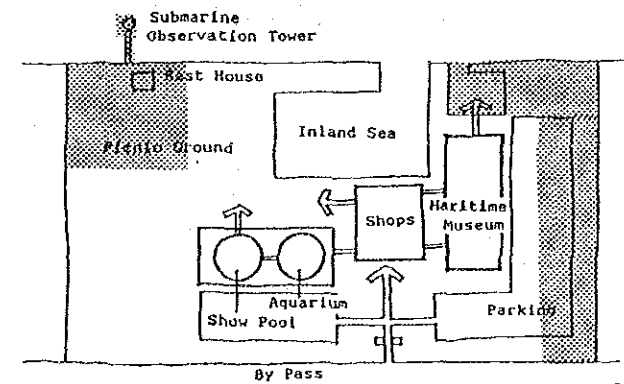 Submarine
Observation Tower
Rest House
Picnic Ground
Inland Sea
Shops
Maritime
Museum
Aquarium
Show Pool
Parking
By Pass